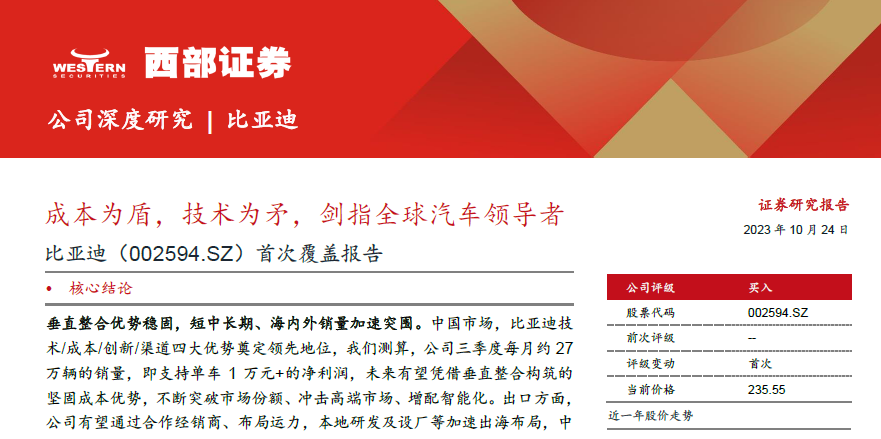 WESTERN
SECURITIES
西部证券
公司深度研究 | 比亚迪
成本为盾，技术为矛，剑指全球汽车领导者
比亚迪（002594.SZ）首次覆盖报告
• 核心结论
垂直整合优势稳固，短中长期、海内外销量加速突围。中国市场，比亚迪技
术/成本/创新/渠道四大优势奠定领先地位，我们测算，公司三季度每月约 27
万辆的销量，即支持单车 1 万元+的净利润，未来有望凭借垂直整合构筑的
坚固成本优势，不断突破市场份额、冲击高端市场、增配智能化。出口方面，
公司有望通过合作经销商、布局运力，本地研发及设厂等加速出海布局，中
证券研究报告
2023 年 10 月 24 日
公司评级 买入
股票代码 002594.SZ
前次评级 --
评级变动 首次
当前价格 235.55
近一年股价走势